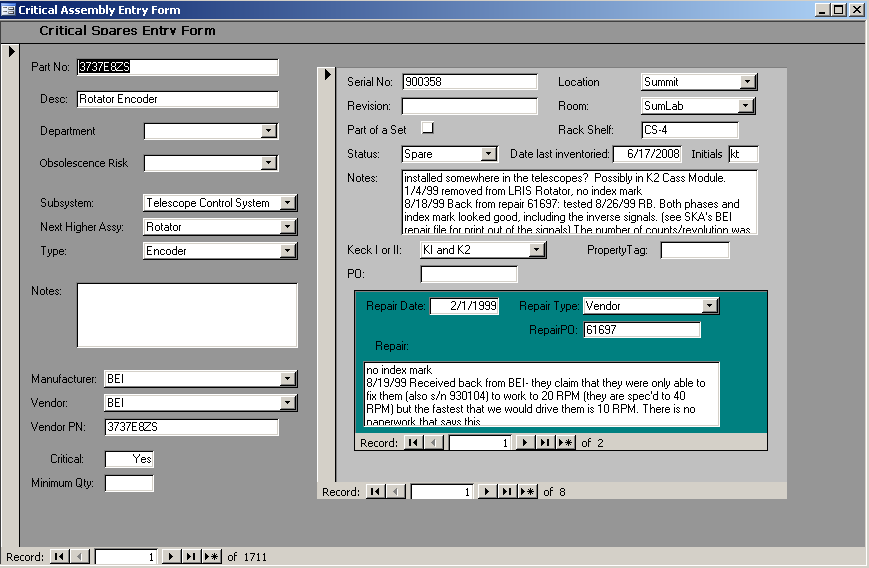 Critical Assembly Entry Form
Critical Spares Entry Form
Part No: 3737E8ZS
Desc: Rotator Encoder
Department
Obsolescence Risk
Subsystem: Telescope Control System
Next Higher Assy: Rotator
Type: Encoder
Notes:
Manufacturer: BEI
Vendor: BEI
Vendor PN: 3737E8ZS
Critical: Yes
Minimum Qty:
Serial No: 900358 Location Summit
Revision: Room: SumLab
Part of a Set Rack Shelf: CS-4
Status: Spare Date last inventoried: 6/17/2008 Initials kt
Notes: installed somewhere in the telescopes? Possibly in K2 Cass Module.
1/4/99 removed from LRIS Rotator, no index mark
8/18/99 Back from repair 61697: tested 8/26/99 RB. Both phases and
index mark looked good, including the inverse signals. (see SKA's BEI
repair file for print out of the signals) The number of counts/revolution was
Keck I or II: KI and K2 PropertyTag:
PO:
Repair Date: 2/1/1999 Repair Type: Vendor
RepairPO: 61697
Repair:
no index mark
8/19/99 Received back from BEI- they claim that they were only able to
fix them (also s/n 930104) to work to 20 RPM (they are spec'd to 40
RPM) but the fastest that we would drive them is 10 RPM. There is no
paperwork that says this
Record: 1 of 2
Record: 1 of 8
Record: 1 of 1711